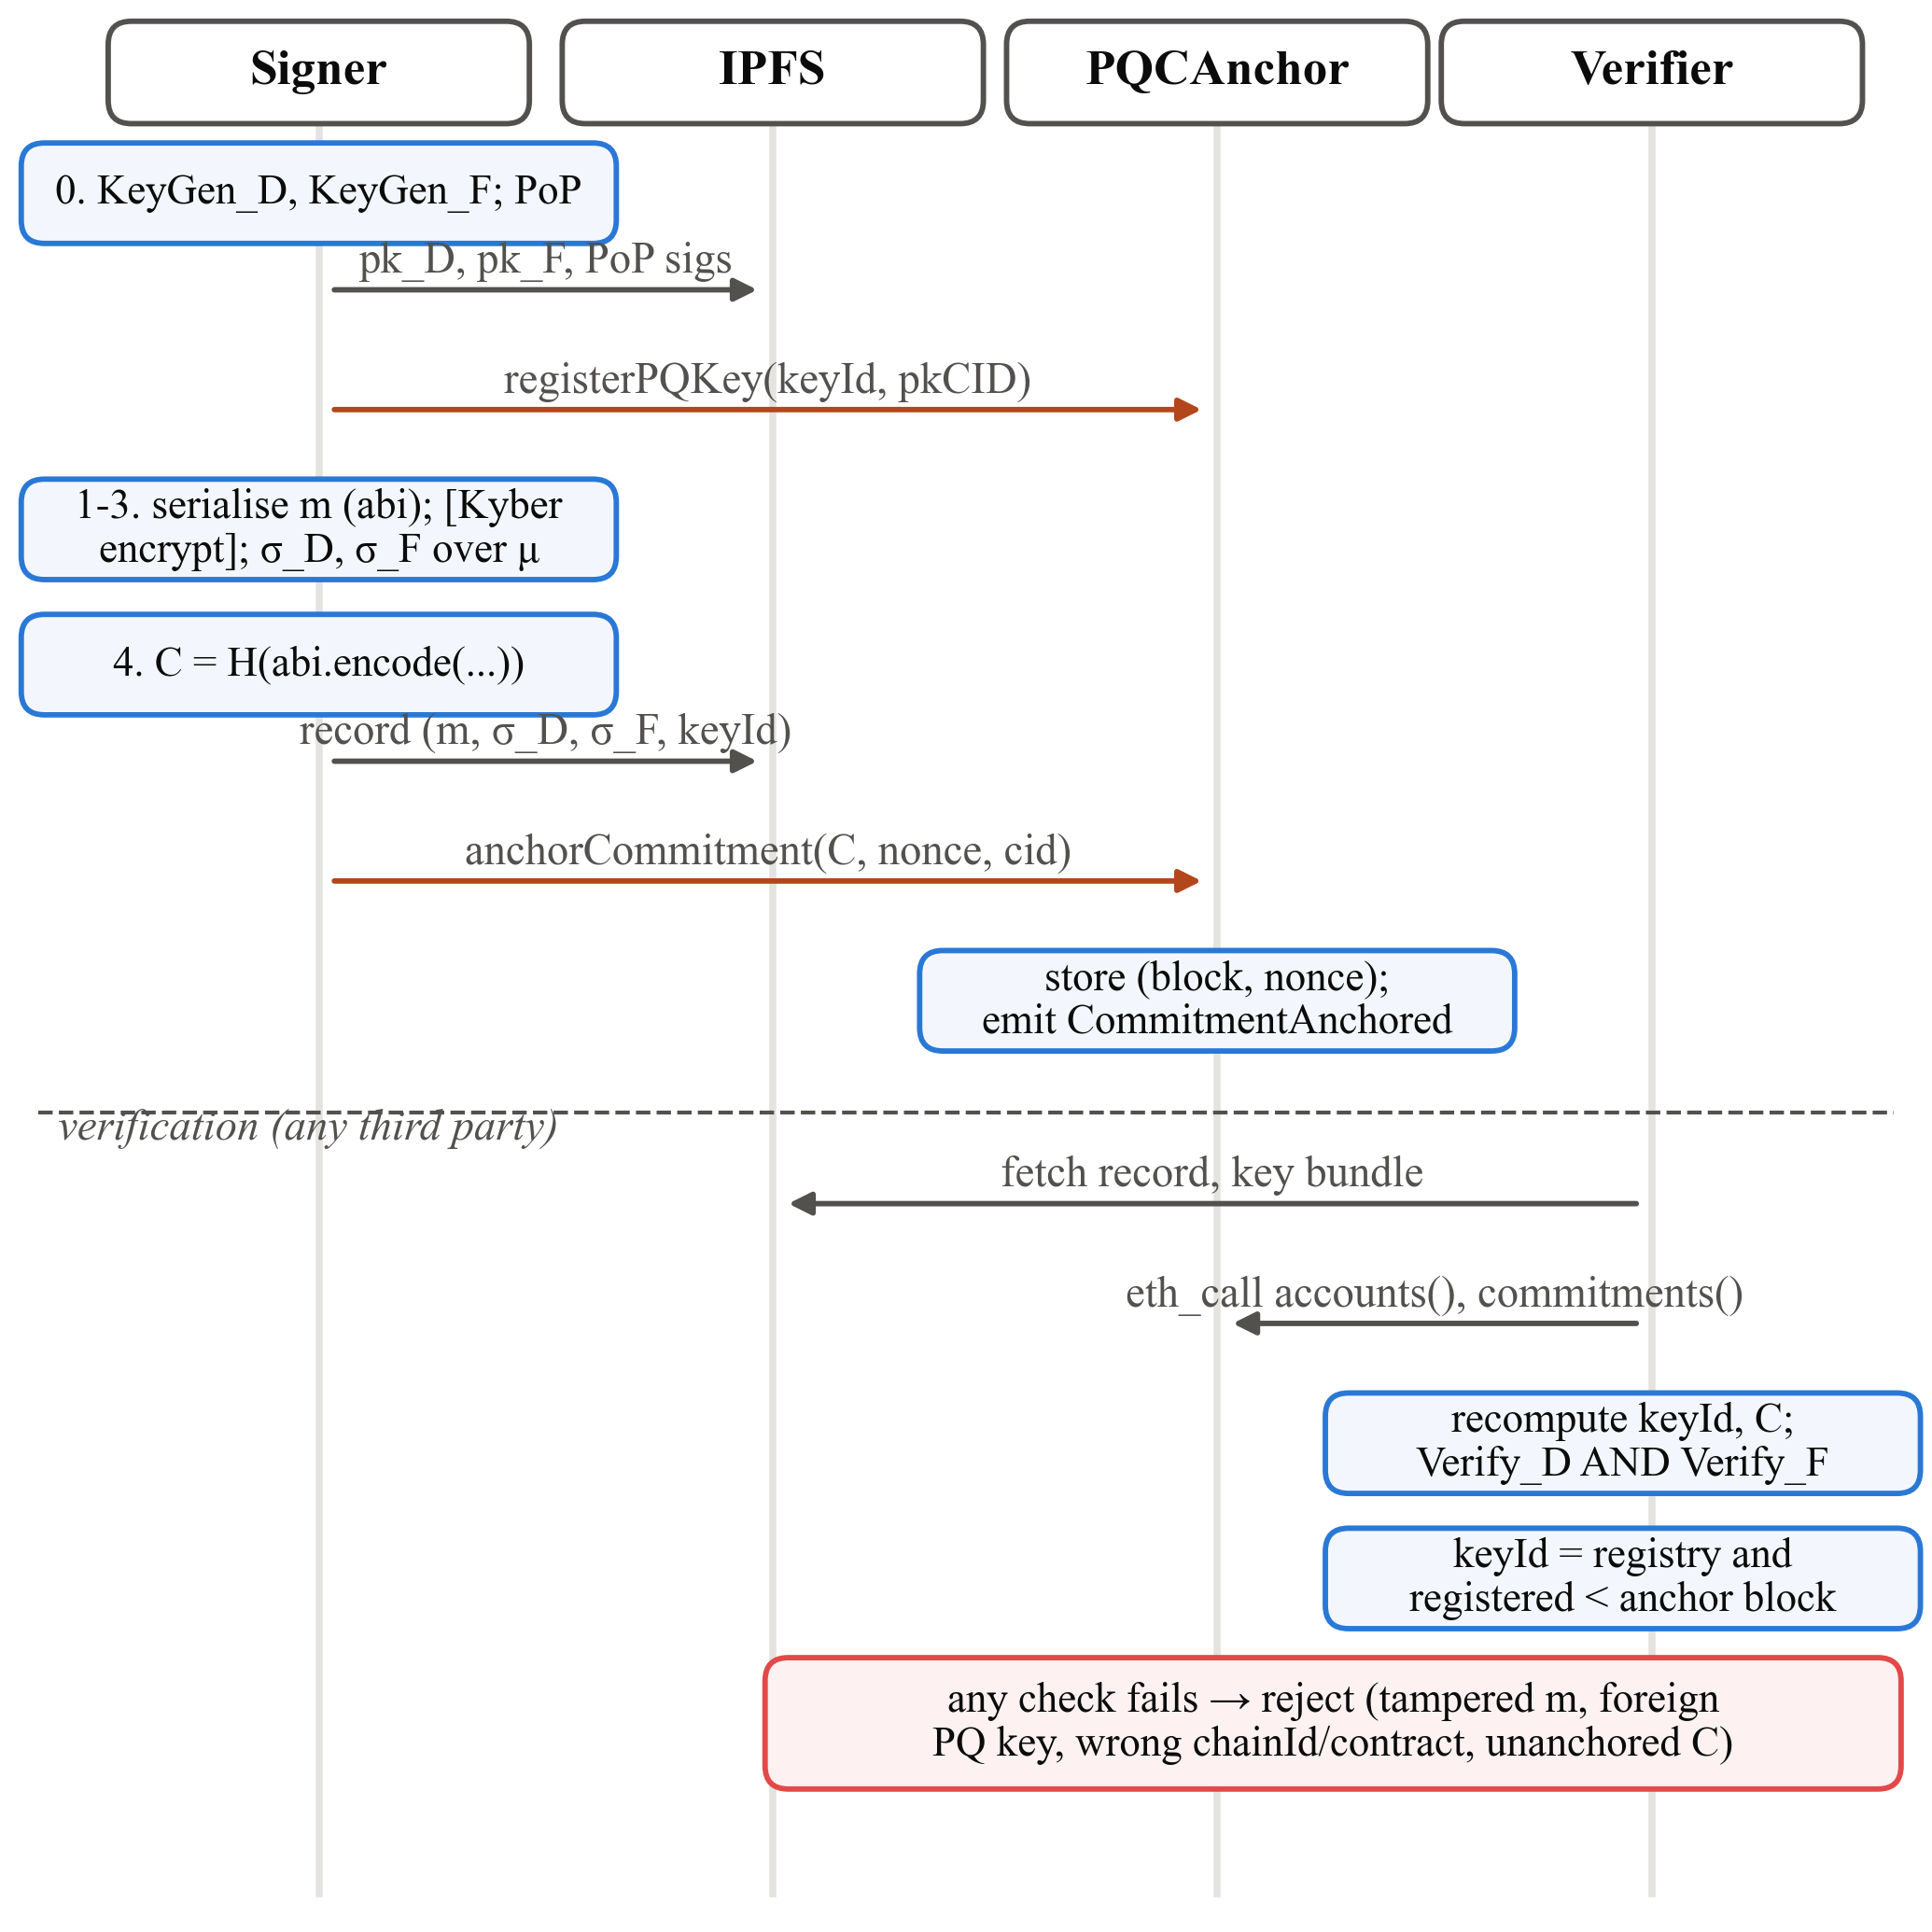 Signer
IPFS
PQCAnchor
Verifier
0. KeyGen_D, KeyGen_F; PoP
pk_D, pk_F, PoP sigs
registerPQKey(keyId, pkCID)
1-3. serialise m (abi); [Kyber
encrypt]; σ_D, σ_F over μ
4. C = H(abi.encode(...))
record (m, σ_D, σ_F, keyId)
anchorCommitment(C, nonce, cid)
store (block, nonce);
emit CommitmentAnchored
verification (any third party)
fetch record, key bundle
eth_call accounts(), commitments()
recompute keyId, C;
Verify_D AND Verify_F
keyId = registry and
registered < anchor block
any check fails → reject (tampered m, foreign
PQ key, wrong chainId/contract, unanchored C)